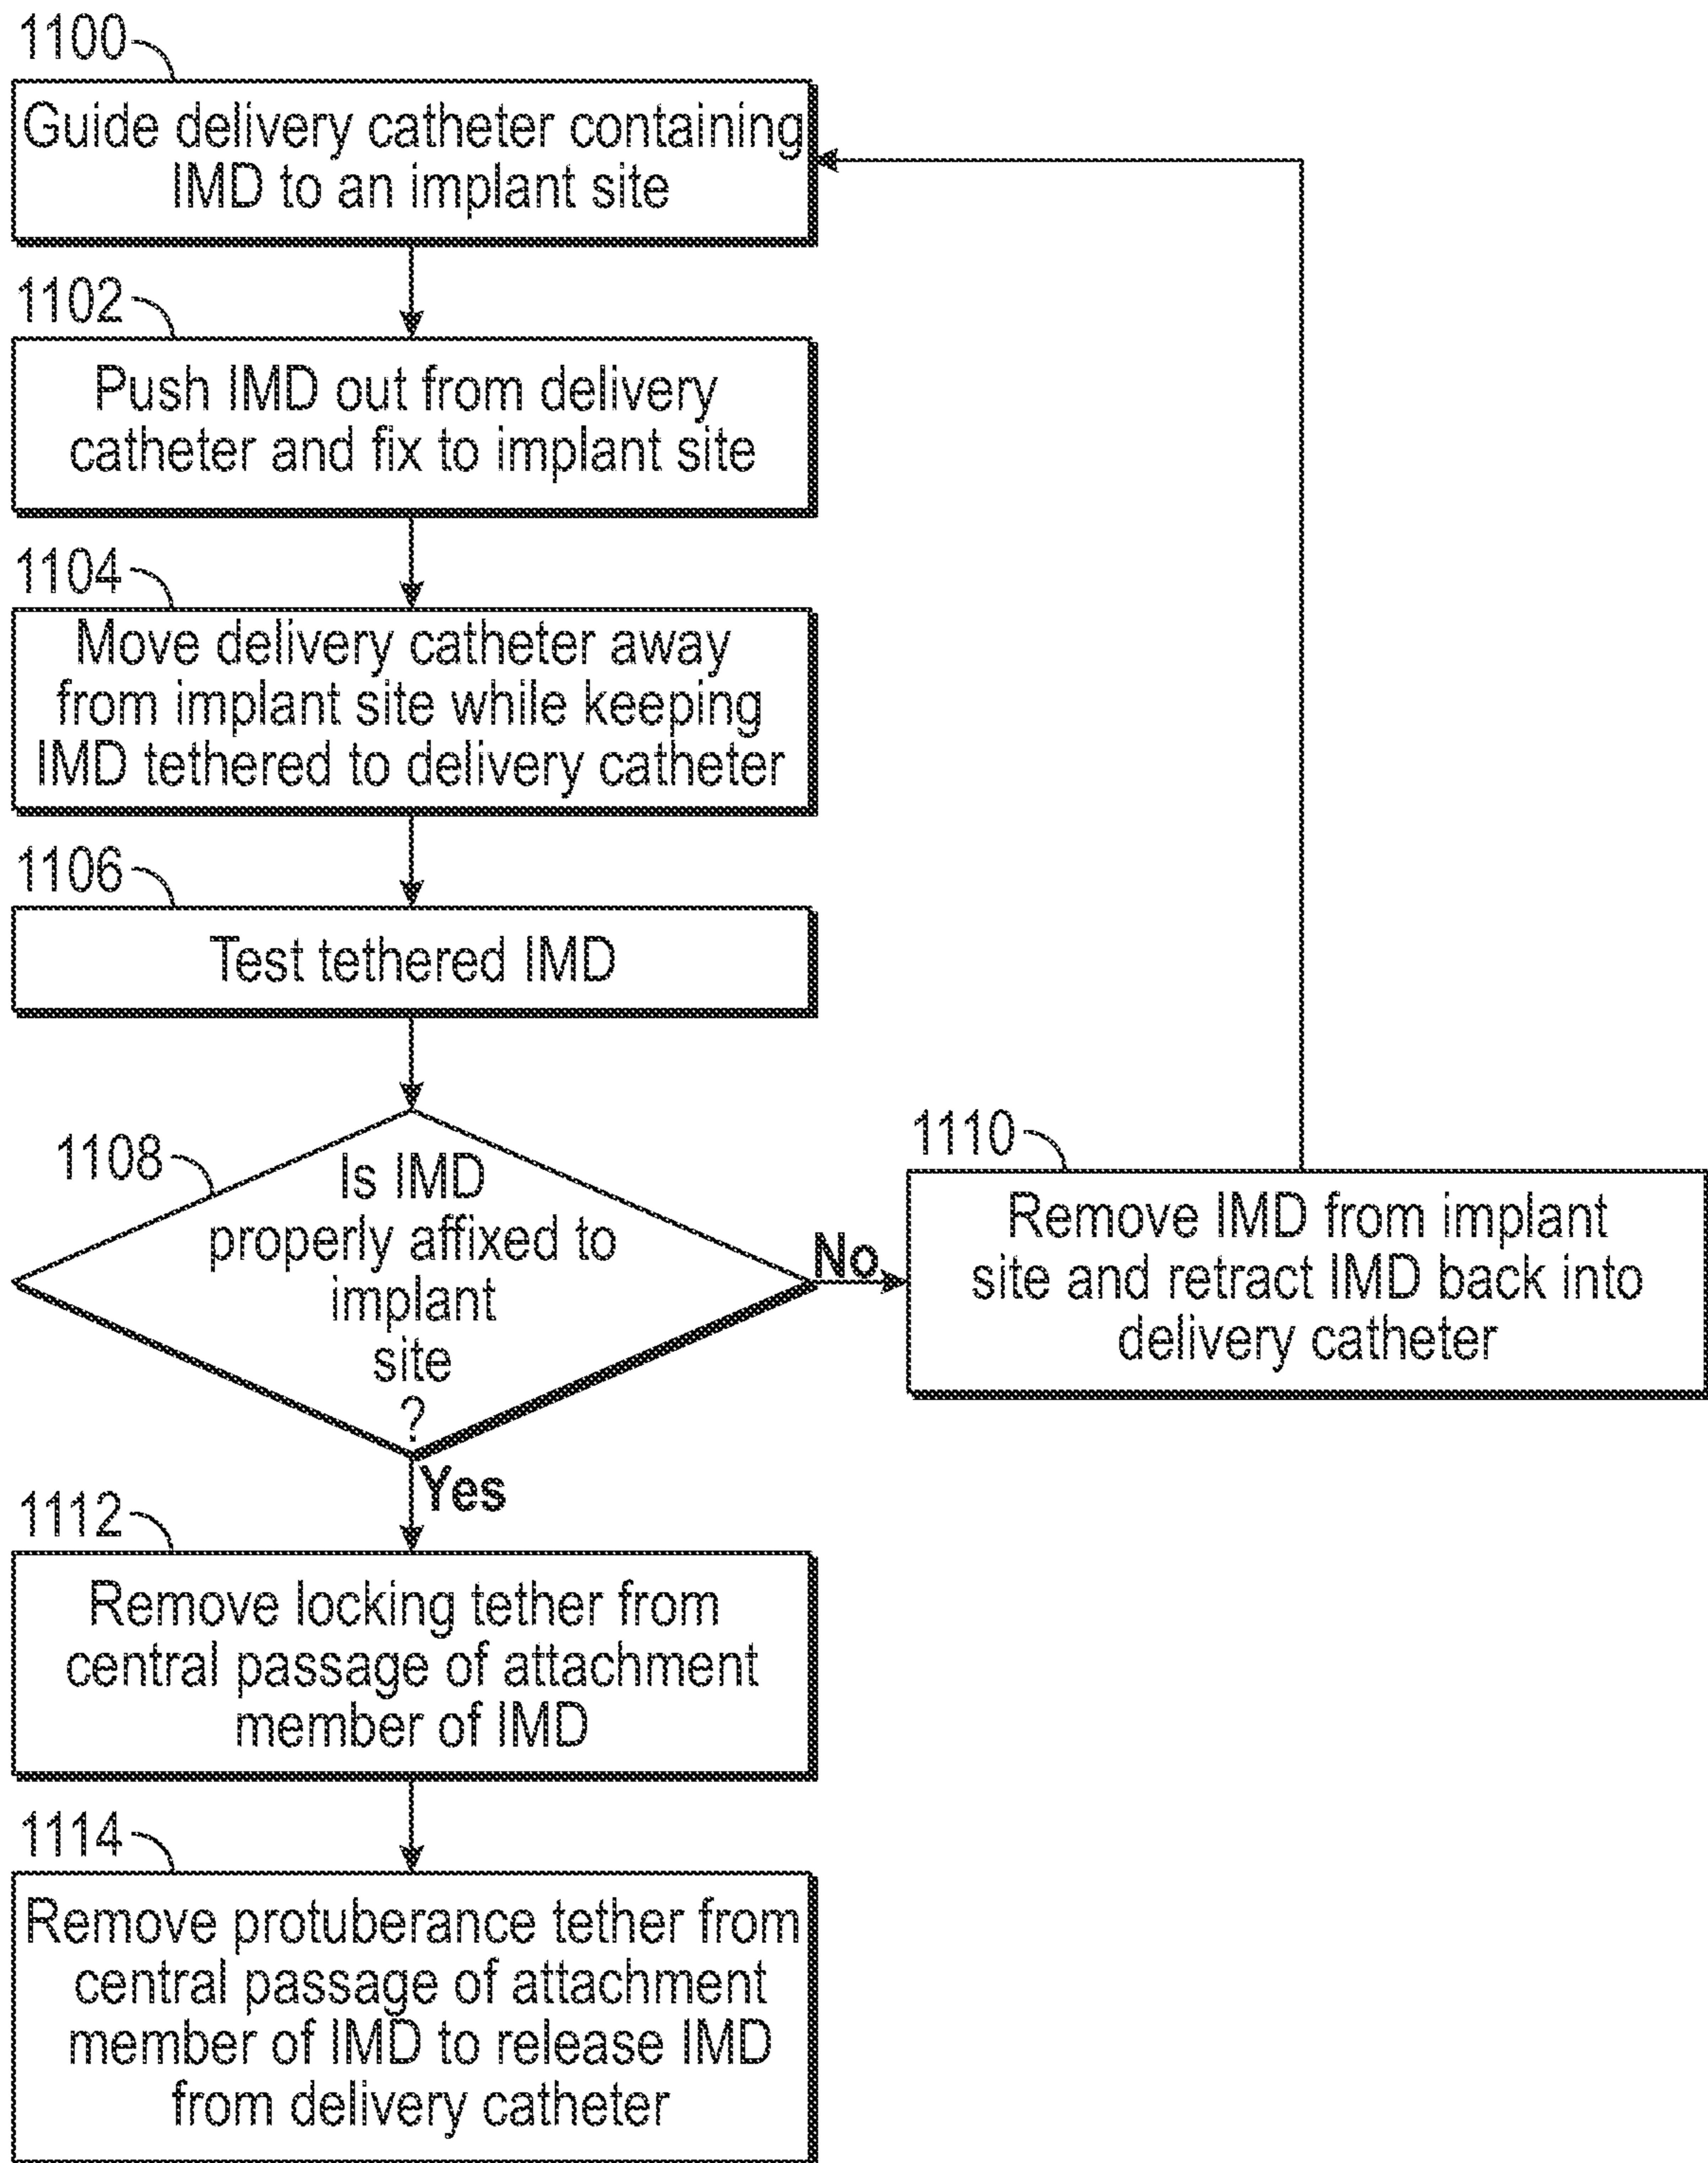 1100
Guide delivery catheter containing
IMD to an implant site
1102
Push IMD out from delivery
catheter and fix to implant site
1104
Move delivery catheter away
from implant site while keeping
IMD tethered to delivery catheter
1106
Test tethered IMD
1108
Is IMD
properly affixed to
implant
site
?
No
1110
Remove IMD from implant
site and retract IMD back into
delivery catheter
Yes
1112
Remove locking tether from
central passage of attachment
member of IMD
1114
Remove protuberance tether from
central passage of attachment
member of IMD to release IMD
from delivery catheter